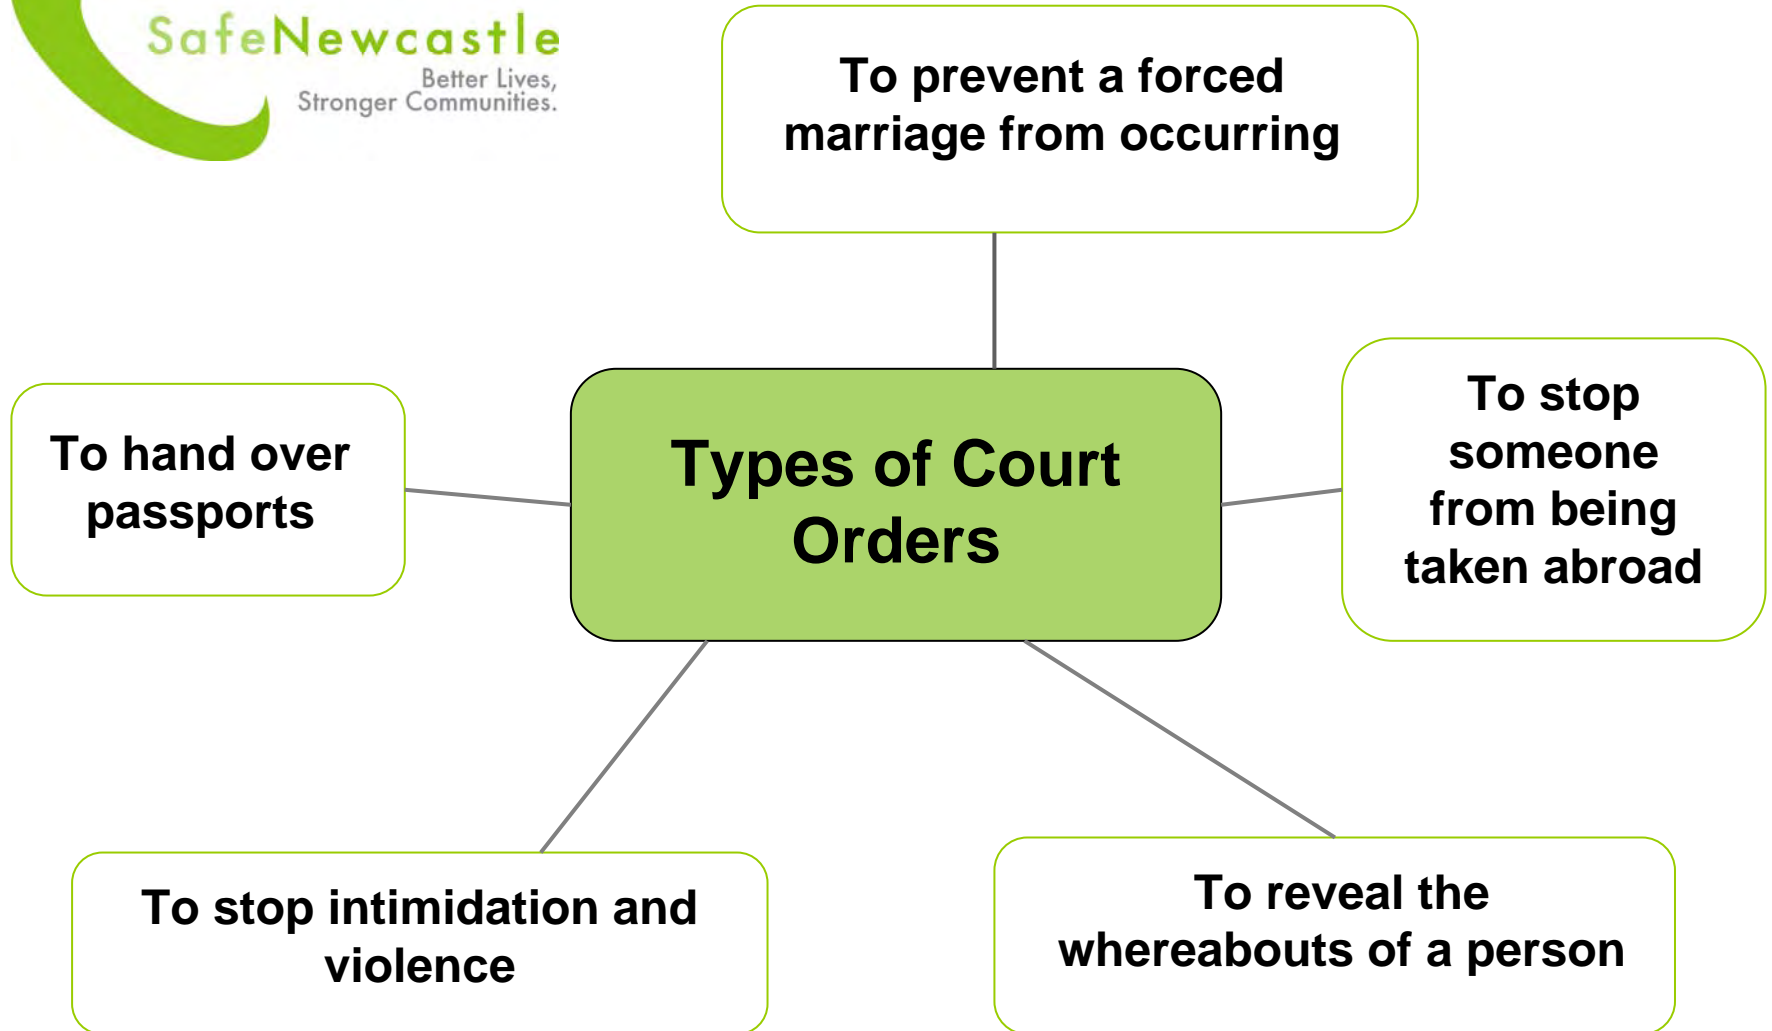 SafeNewcastle
Better Lives,
Stronger Communities.
To prevent a forced
marriage from occurring
To hand over
passports
Types of Court
Orders
To stop
someone
from being
taken abroad
To stop intimidation and
violence
To reveal the
whereabouts of a person